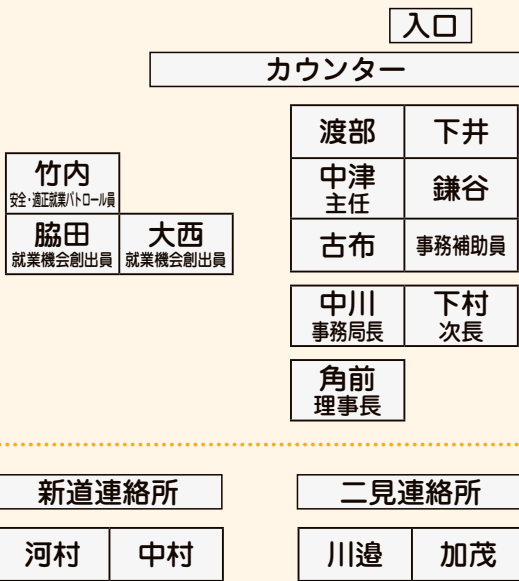 入口
カウンター
渡部 下井
中津 鎌谷
主任
古布 事務補助員
竹内
安全・適正就業パトロール員
脇田 大西
就業機会創出員 就業機会創出員
中川 下村
事務局長 次長
角前
理事長
新道連絡所 二見連絡所
河村 中村 川邉 加茂